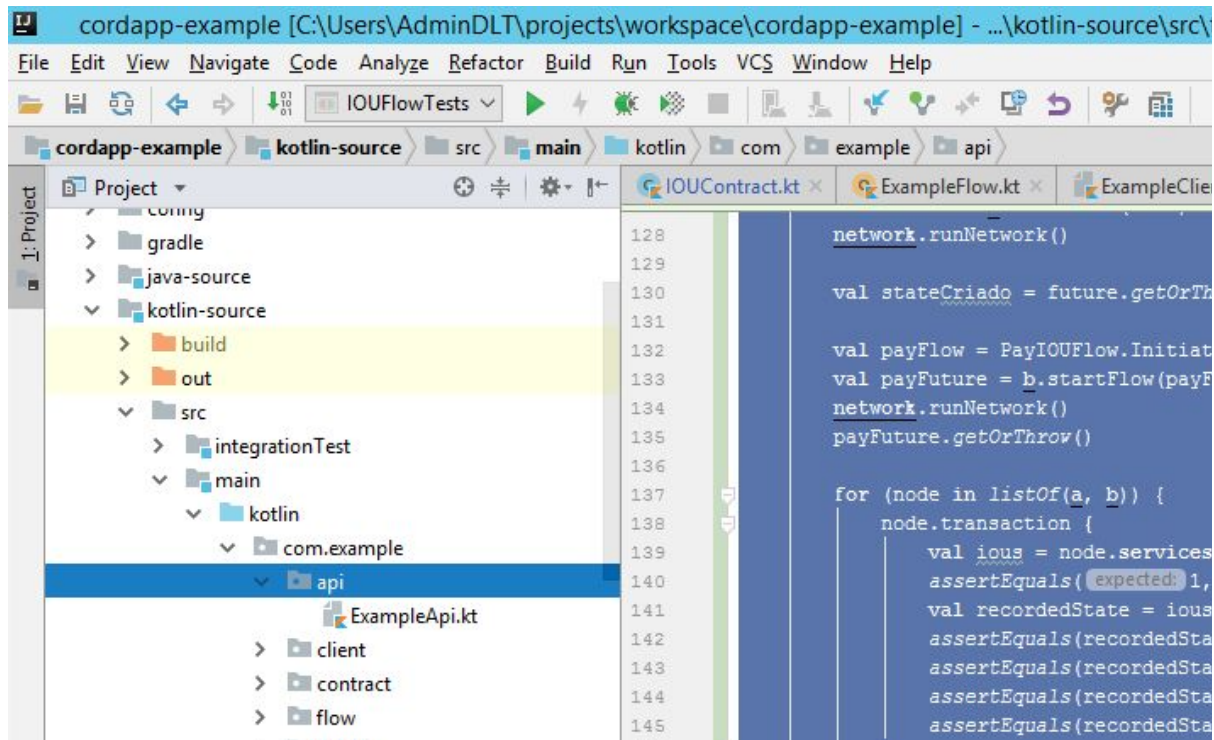 cordapp-example [C:\Users\AdminDLT\projects\workspace\cordapp-example] - ...\kotlin-source\src\
File Edit View Navigate Code Analyze Refactor Build Run Tools VCS Window Help
IOUFlowTests
cordapp-example kotlin-source src main kotlin com example api
1: Project
Project
IOUContract.kt ExampleFlow.kt ExampleClie
config
gradle
java-source
kotlin-source
build
out
src
integrationTest
main
kotlin
com.example
api
ExampleApi.kt
client
contract
flow
128 network.runNetwork()
129
130 val stateCriado = future.getOrTh
131
132 val payFlow = PayIOUFlow.Initiat
133 val payFuture = b.startFlow(payF
134 network.runNetwork()
135 payFuture.getOrThrow()
136
137 for (node in listOf(a, b)) {
138 node.transaction {
139 val ious = node.services
140 assertEquals( expected: 1,
141 val recordedState = ious
142 assertEquals(recordedSta
143 assertEquals(recordedSta
144 assertEquals(recordedSta
145 assertEquals(recordedSta